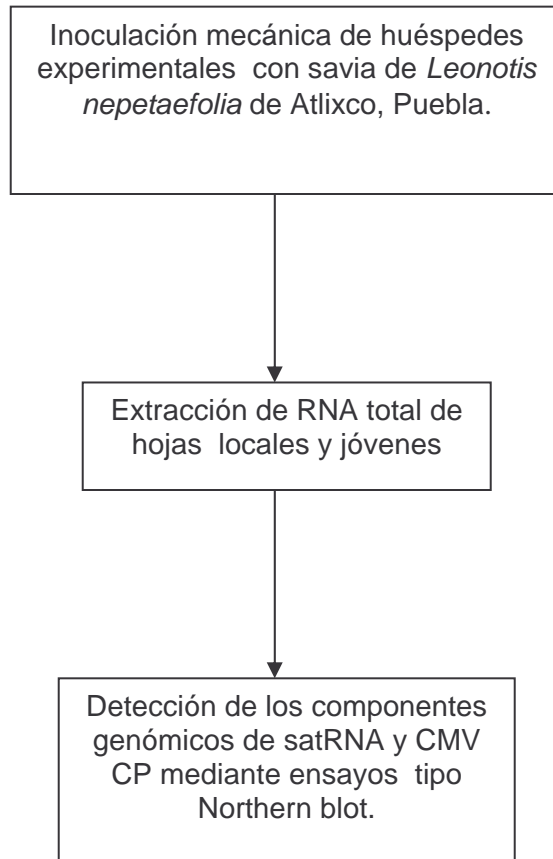 Inoculación mecánica de huéspedes
experimentales con savia de Leonotis
nepetaefolia de Atlixco, Puebla.
Extracción de RNA total de
hojas locales y jóvenes
Detección de los componentes
genómicos de satRNA y CMV
CP mediante ensayos tipo
Northern blot.